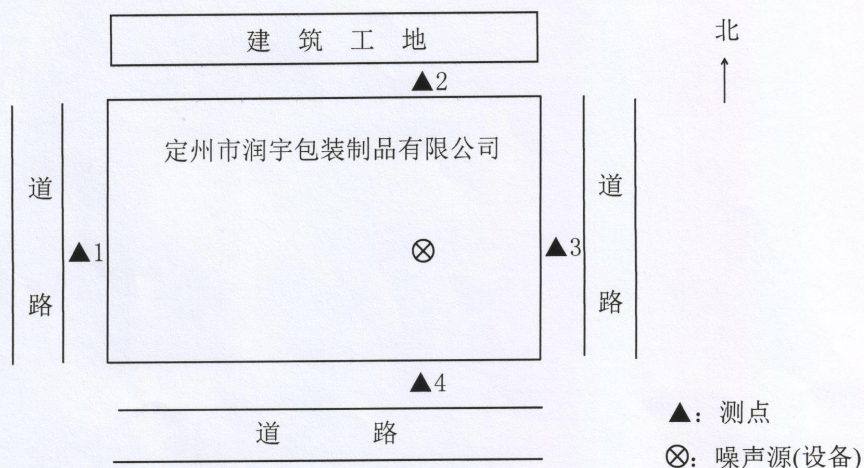 建筑工地
北
▲2
定州市润宇包装制品有限公司
道路
▲1
▲3
道路
▲4
道路
▲：测点
⊗：噪声源(设备)